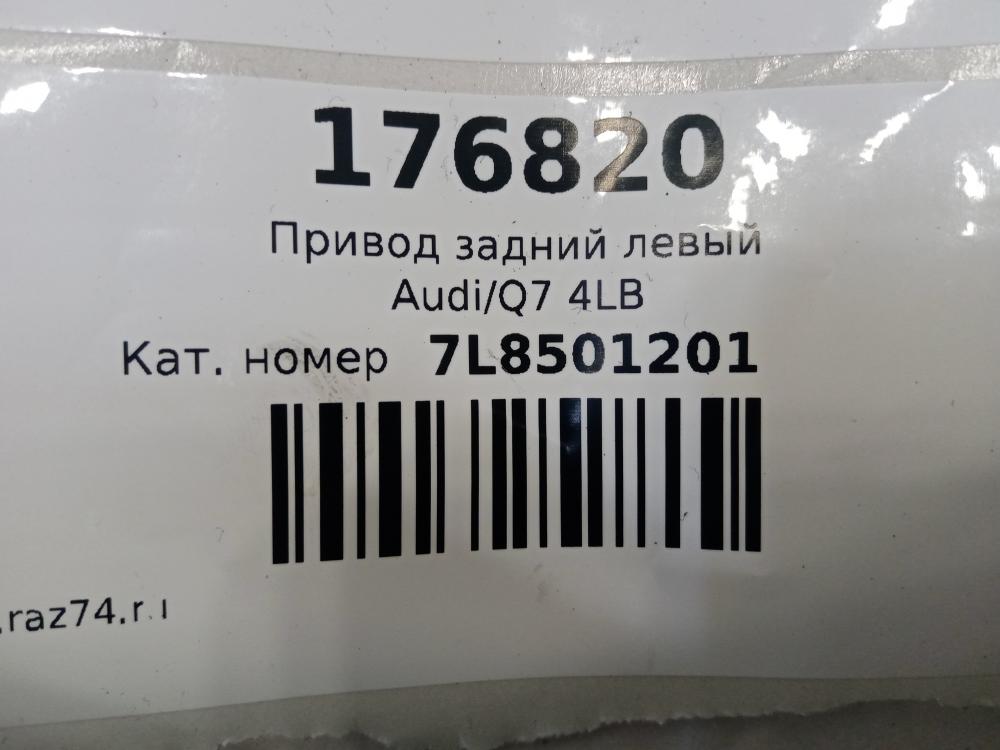 176820
Привод задний левый
Audi/Q7 4LB
Кат. номер 7L8501201